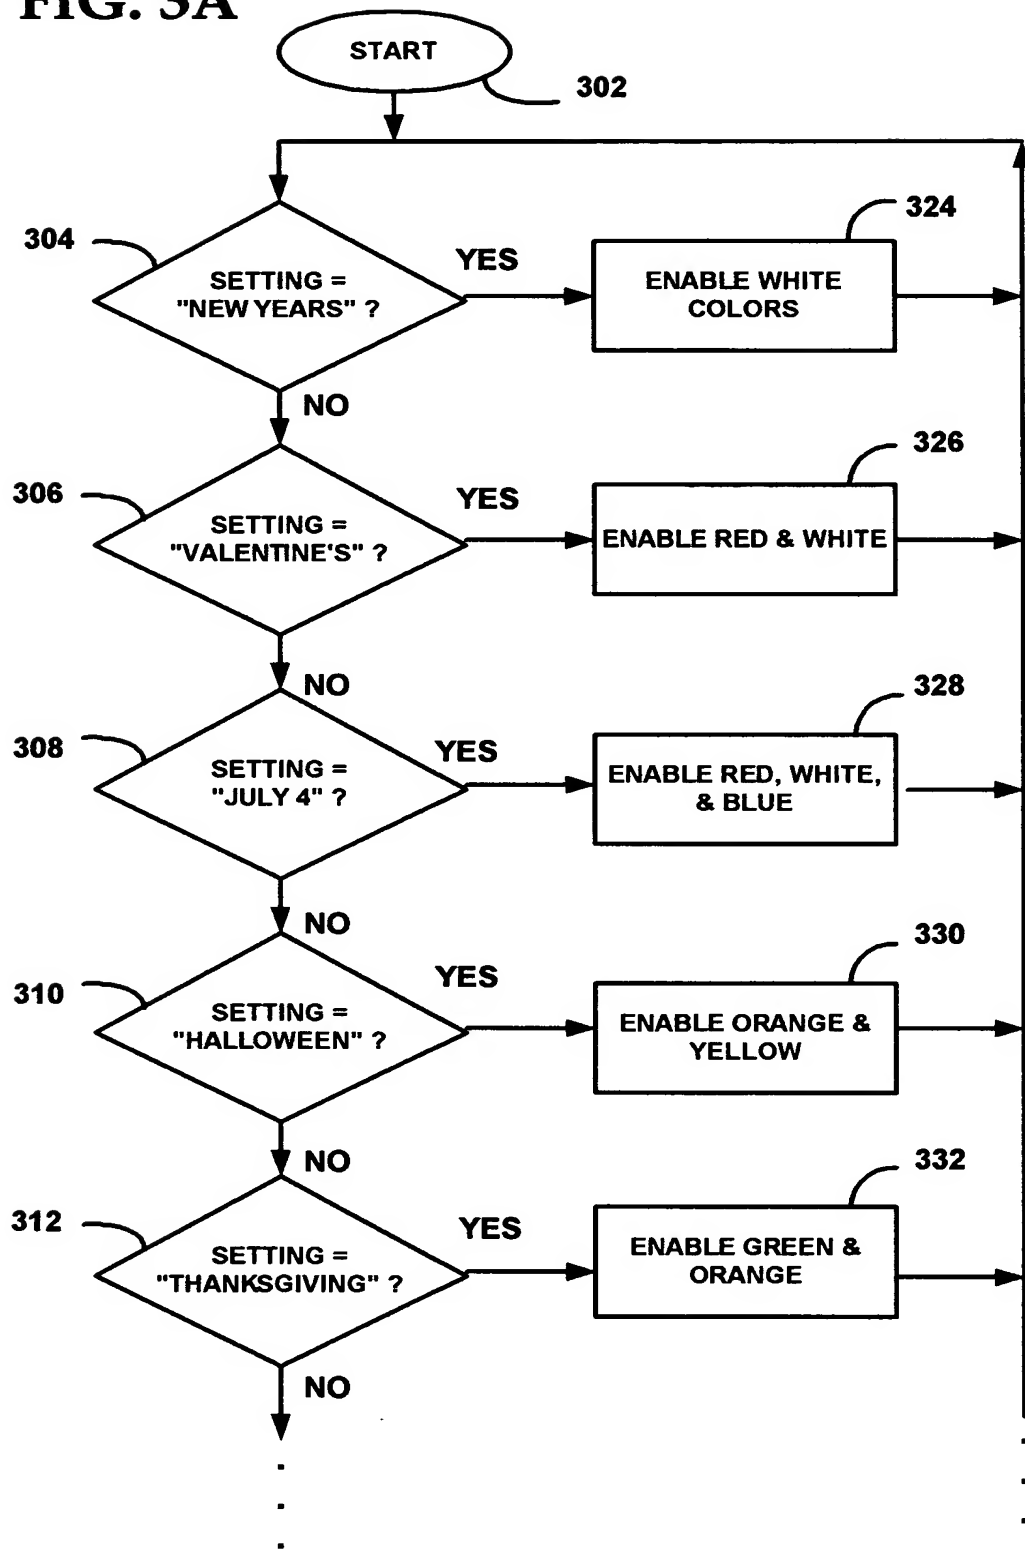 FIG. 3A
START
302
304
SETTING =
"NEW YEARS" ?
YES
324
ENABLE WHITE
COLORS
NO
306
SETTING =
"VALENTINE'S" ?
YES
326
ENABLE RED & WHITE
NO
308
SETTING =
"JULY 4" ?
YES
328
ENABLE RED, WHITE,
& BLUE
NO
310
SETTING =
"HALLOWEEN" ?
YES
330
ENABLE ORANGE &
YELLOW
NO
312
SETTING =
"THANKSGIVING" ?
YES
332
ENABLE GREEN &
ORANGE
NO